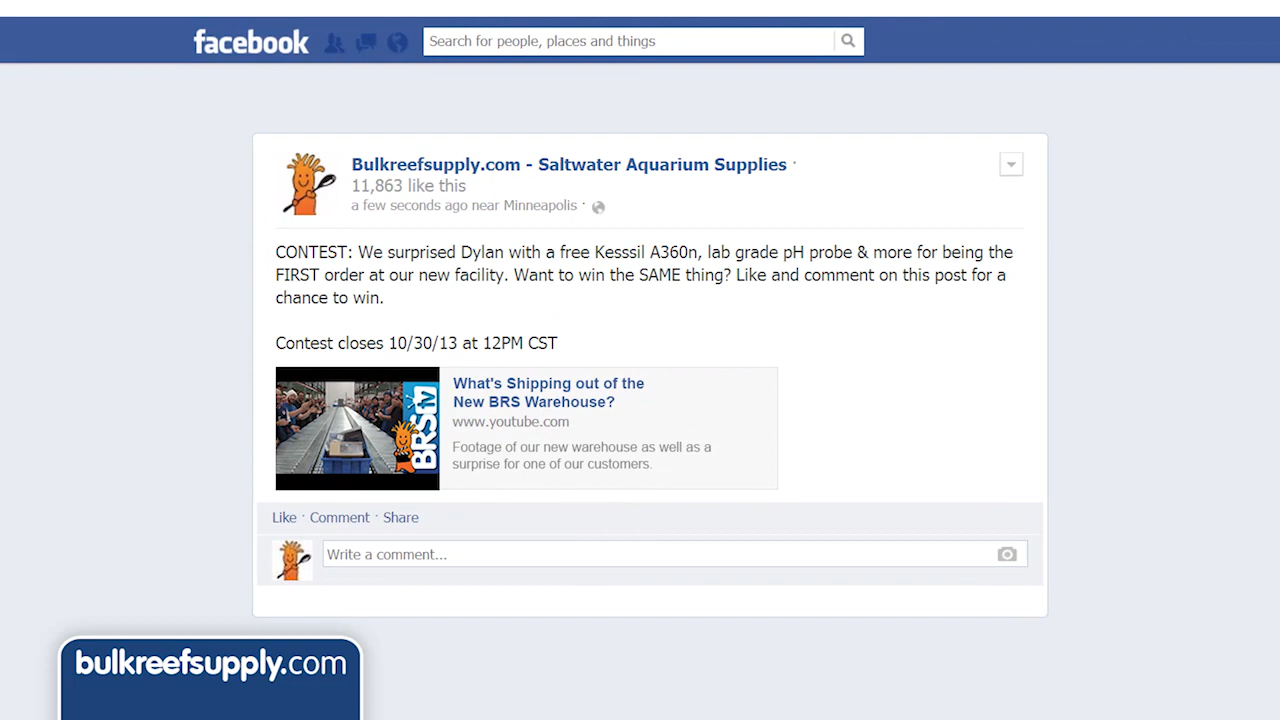 facebook
Search for people, places and things
Bulkreefsupply.com - Saltwater Aquarium Supplies ·
11,863 like this
a few seconds ago near Minneapolis ·
CONTEST: We surprised Dylan with a free Kesssil A360n, lab grade pH probe & more for being the
FIRST order at our new facility. Want to win the SAME thing? Like and comment on this post for a
chance to win.
Contest closes 10/30/13 at 12PM CST
BRStv
What's Shipping out of the
New BRS Warehouse?
www.youtube.com
Footage of our new warehouse as well as a
surprise for one of our customers.
Like · Comment · Share
Write a comment...
bulkreefsupply.com